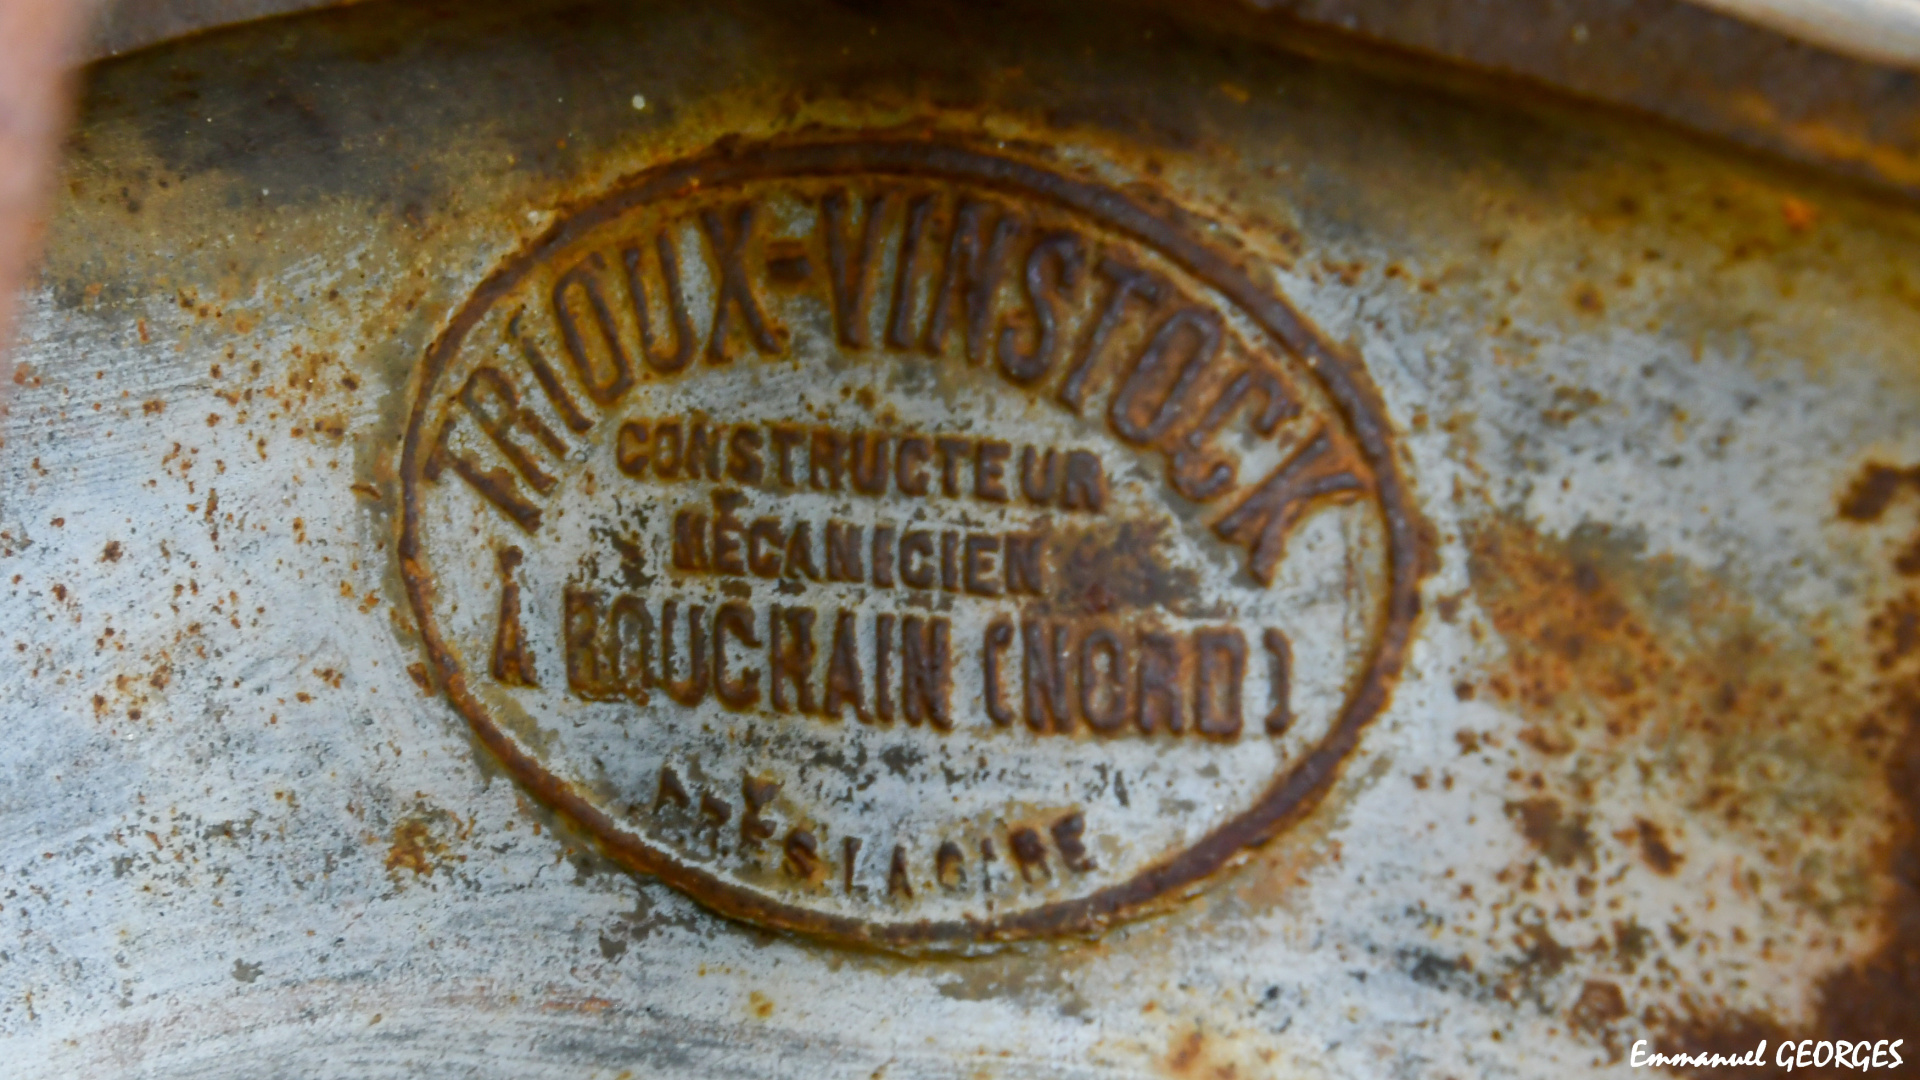 TRIOUX-VINSTOCK
CONSTRUCTEUR
MÉCANICIEN
À BOUCHAIN (NORD)
PRÈS LA GARE
Emmanuel GEORGES